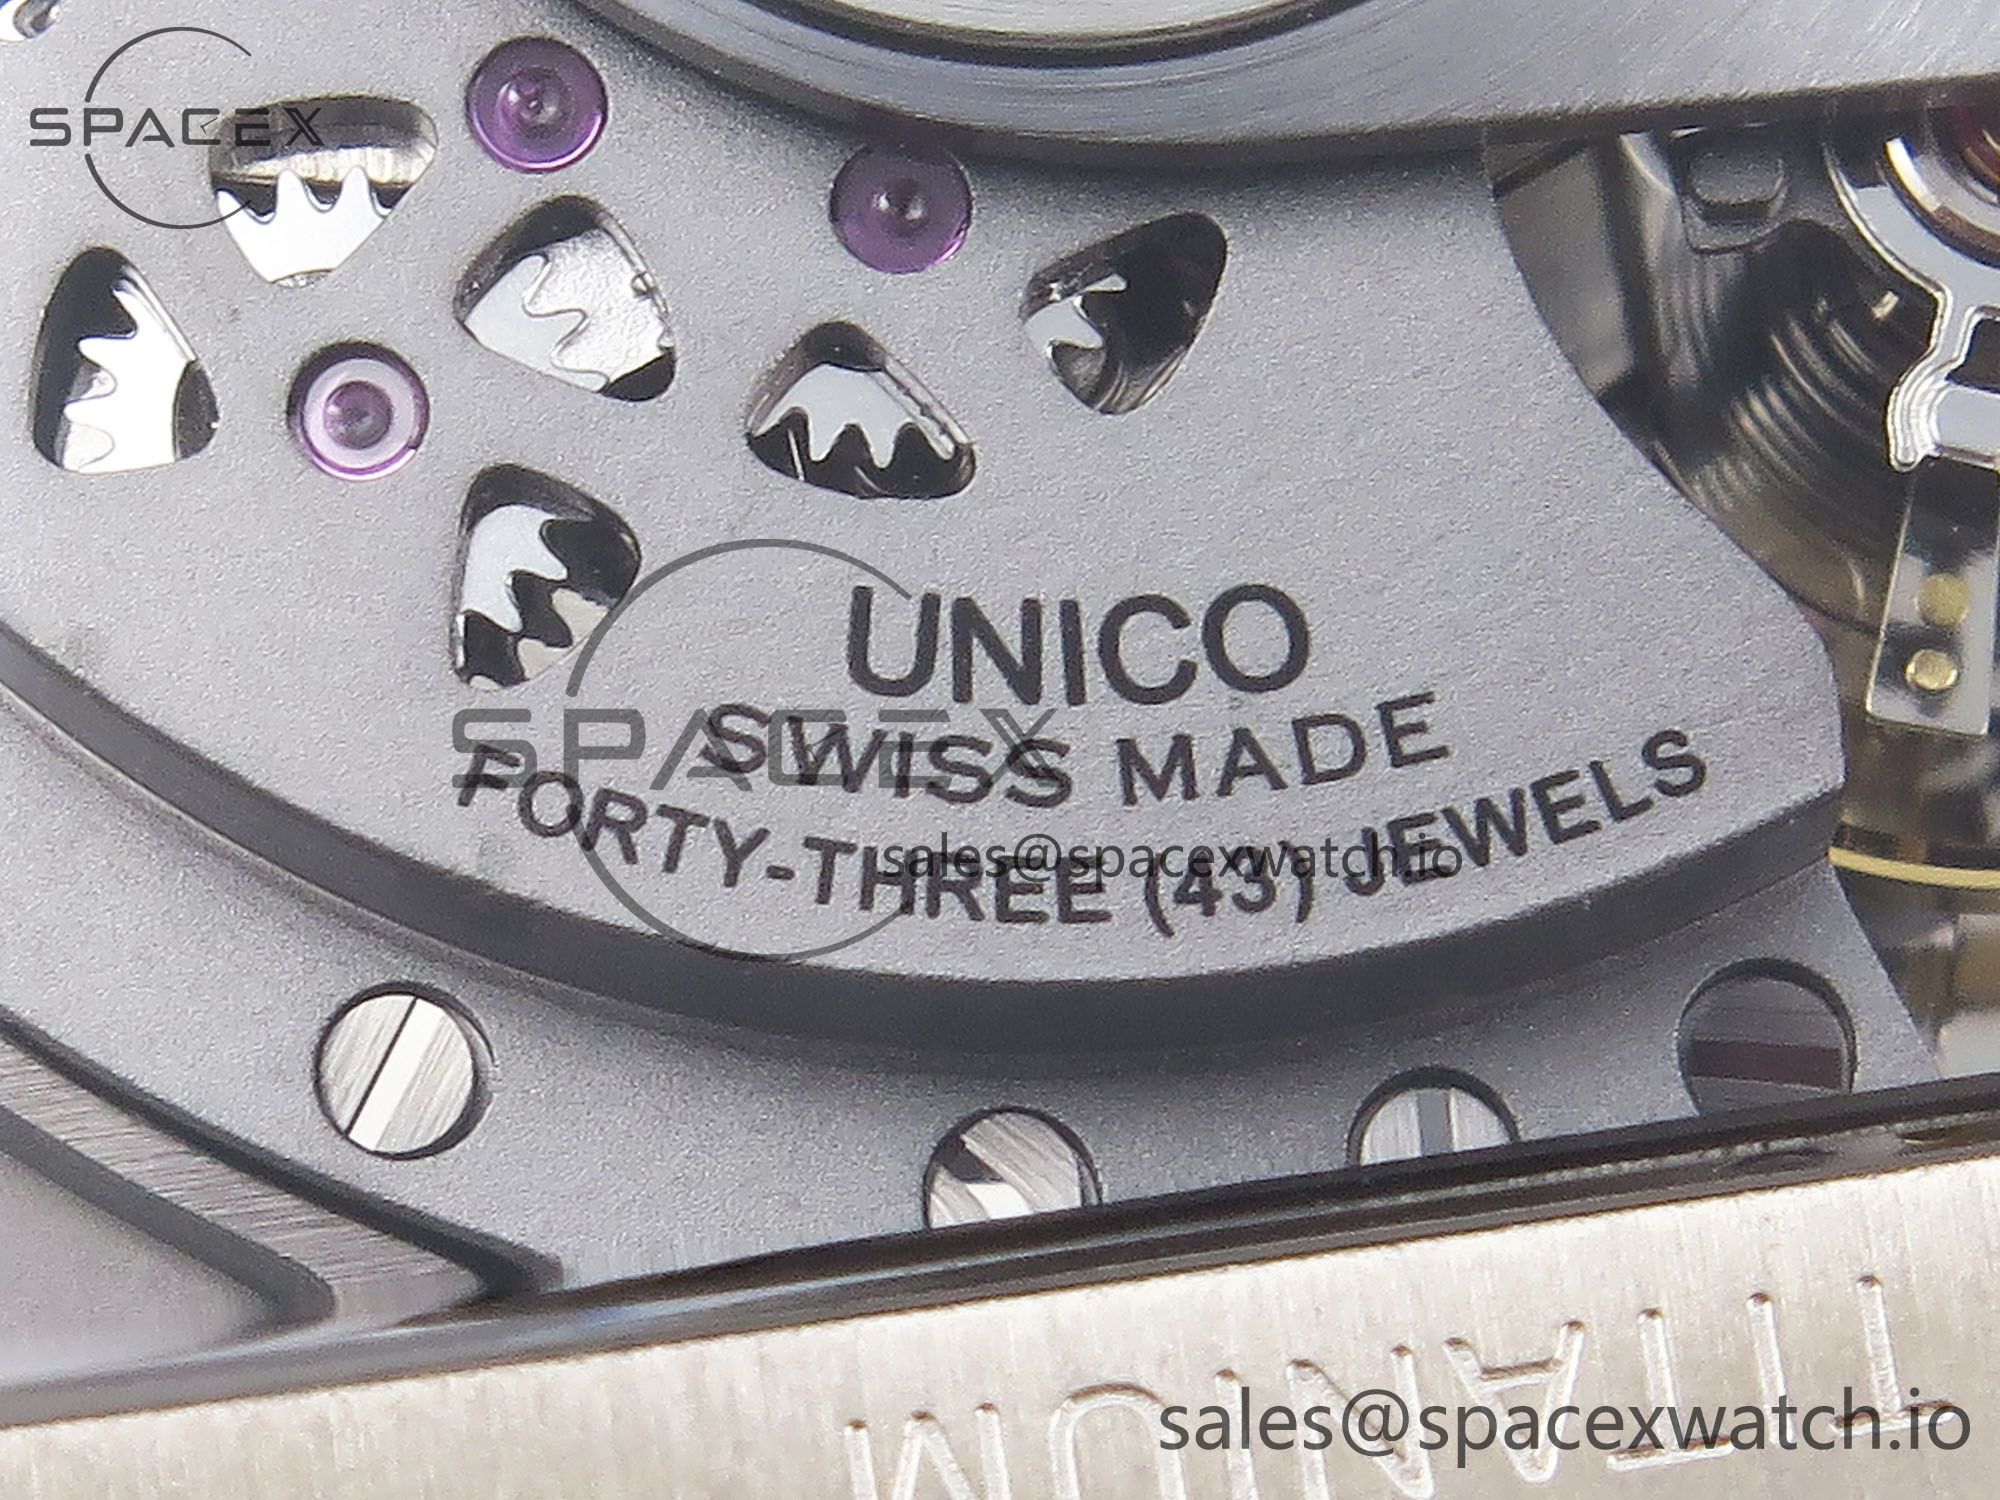 SPACEX
UNICO
SPACEX
SWISS MADE
FORTY-THREE (43) JEWELS
sales@spacexwatch.io
TITANIUM
sales@spacexwatch.io